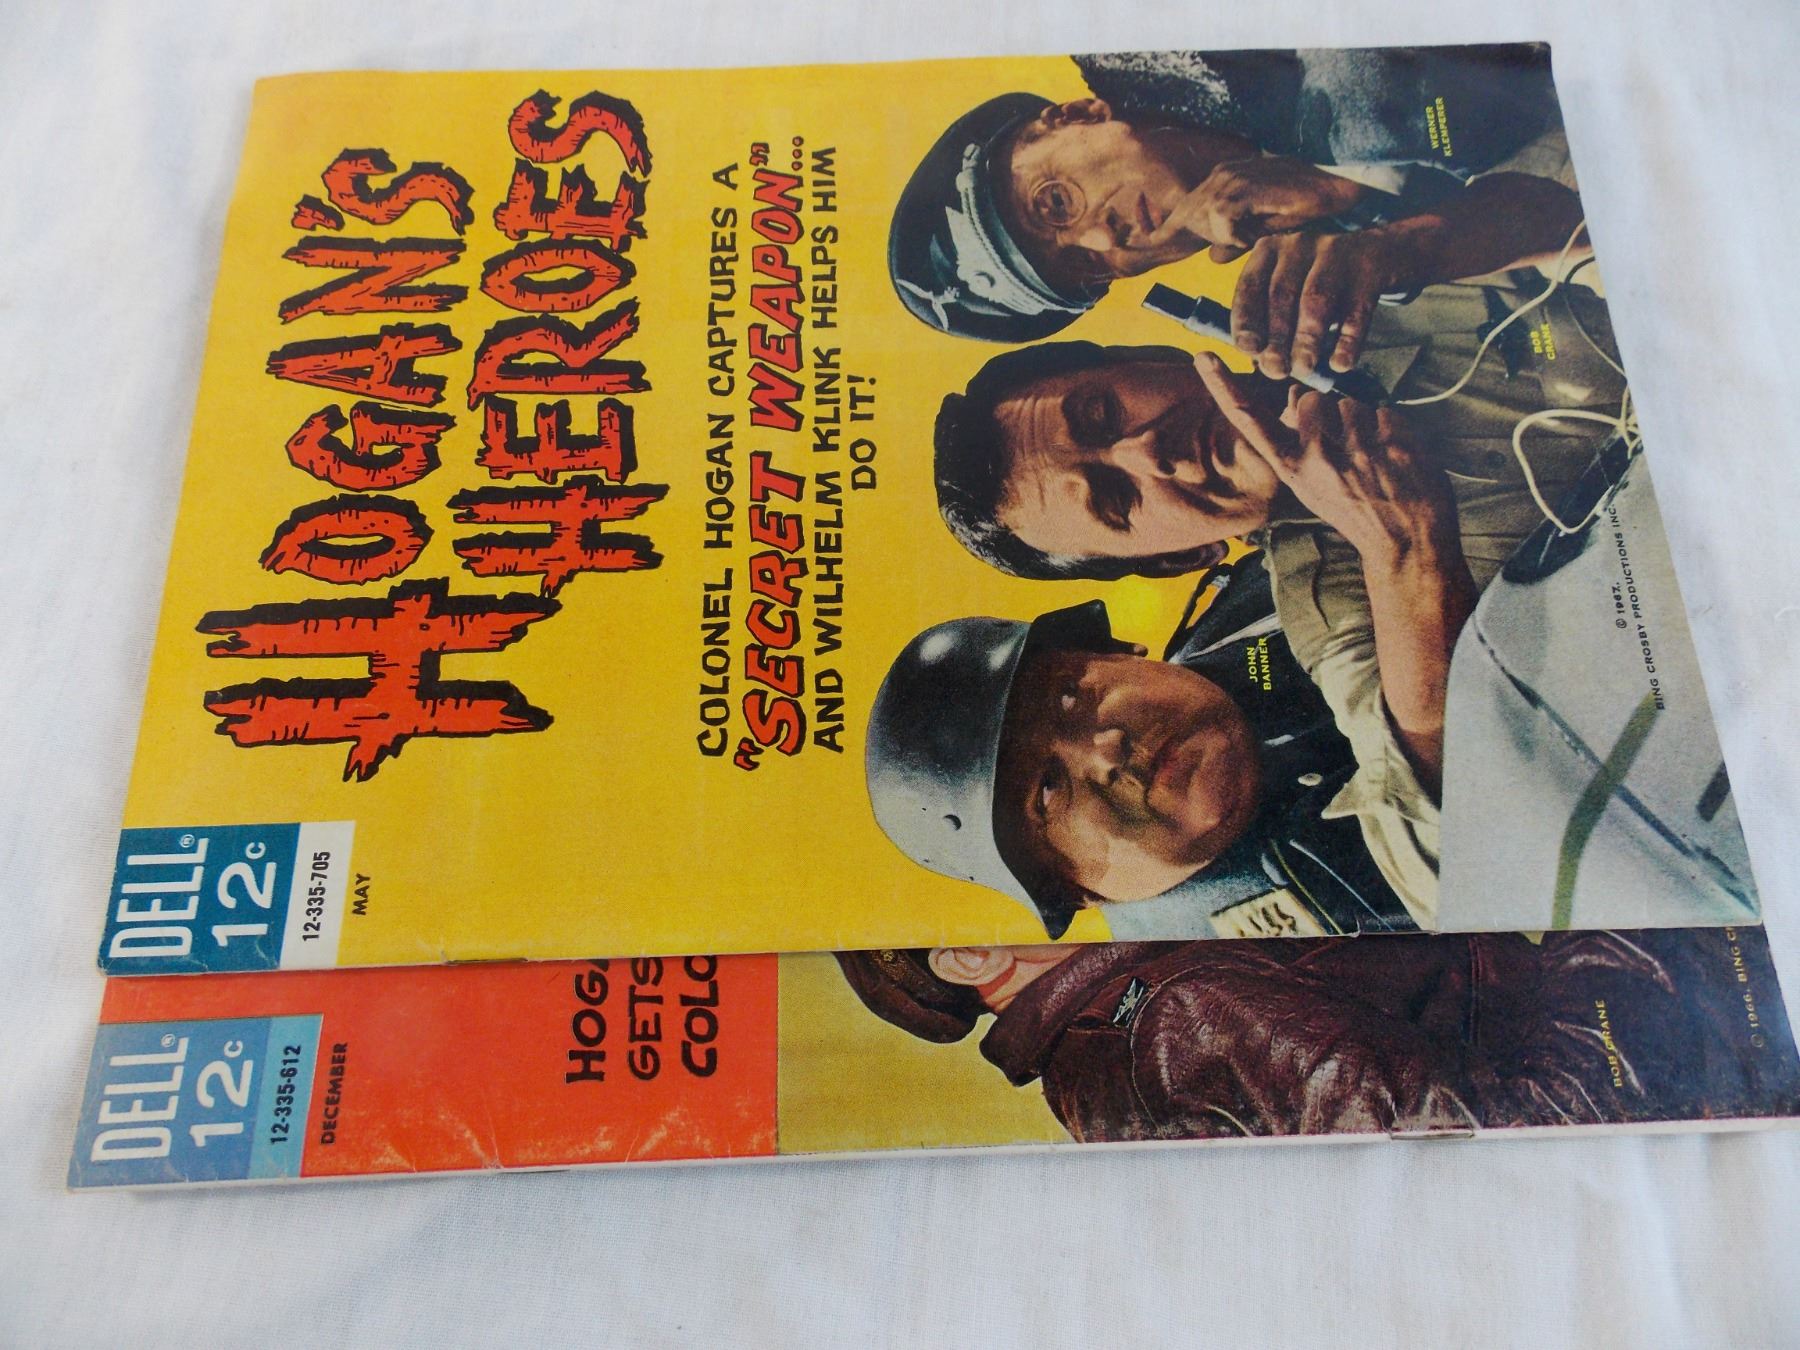 DELL®
12c
12-335-705
MAY
HOGAN'S
HEROES
COLONEL HOGAN CAPTURES A
"SECRET WEAPON"...
AND WILHELM KLINK HELPS HIM
DO IT!
WERNER
KLEMPERER
BOB
CRANE
JOHN
BANNER
© 1967,
BING CROSBY PRODUCTIONS INC.
DELL®
12c
12-335-612
DECEMBER
HOGA
GETS
COLO
BOB CRANE
© 1966, BING CR